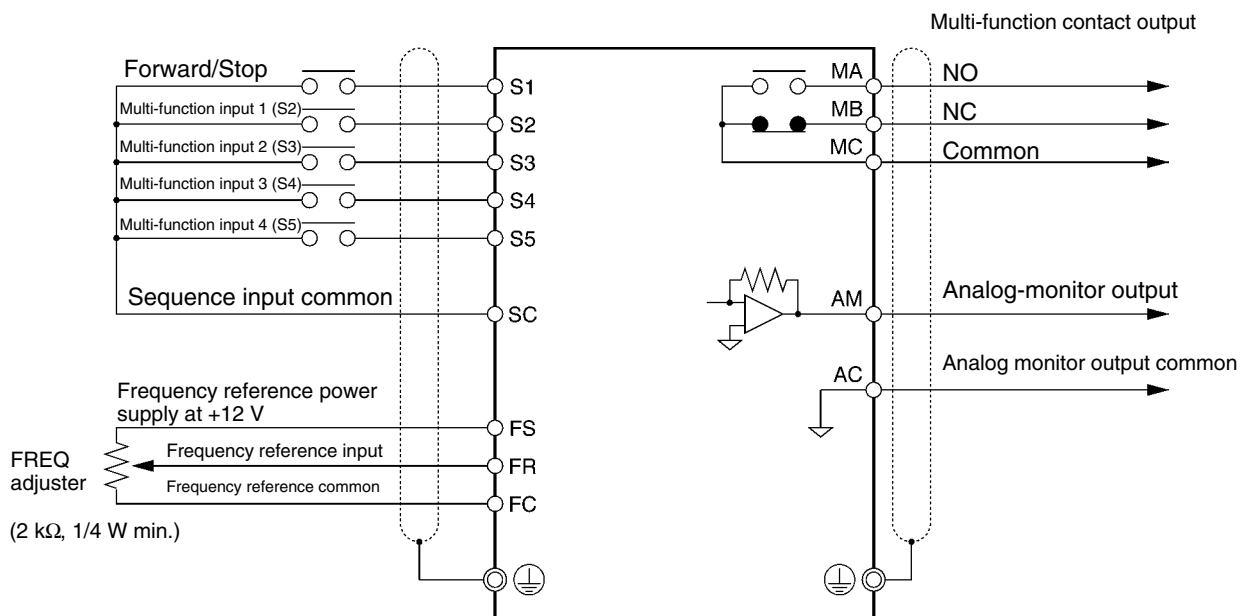 Multi-function contact output
Forward/Stop
S1
Multi-function input 1 (S2)
S2
Multi-function input 2 (S3)
S3
Multi-function input 3 (S4)
S4
Multi-function input 4 (S5)
S5
Sequence input common
SC
Frequency reference power
supply at +12 V
FS
FREQ
adjuster
Frequency reference input
FR
Frequency reference common
FC
(2 kΩ, 1/4 W min.)
MA
NO
MB
NC
MC
Common
AM
Analog-monitor output
AC
Analog monitor output common